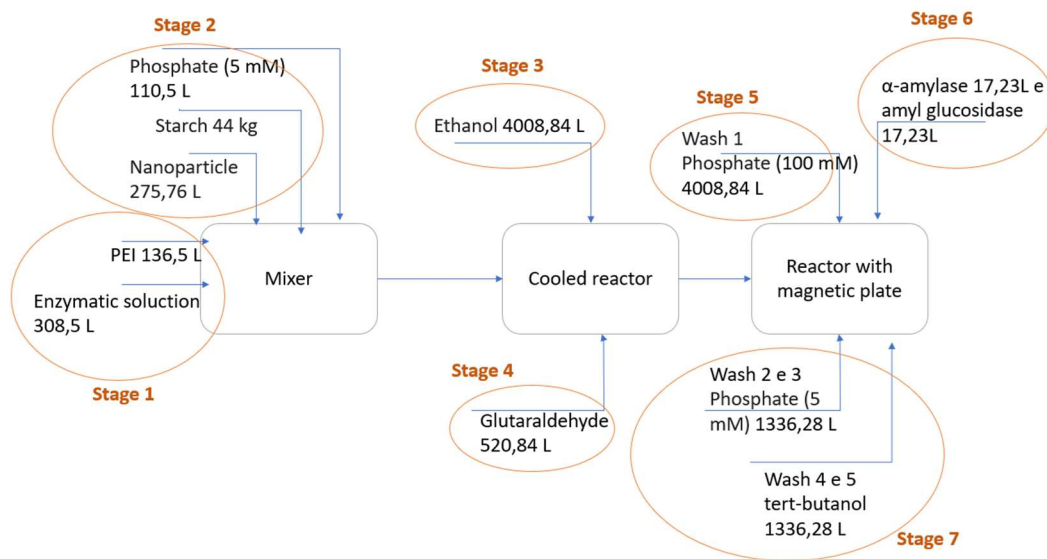 Stage 2
Phosphate (5 mM)
110,5 L
Starch 44 kg
Nanoparticle
275,76 L
PEI 136,5 L
Enzymatic soluction
308,5 L
Stage 1
Mixer
Stage 3
Ethanol 4008,84 L
Cooled reactor
Stage 4
Glutaraldehyde
520,84 L
Stage 5
Wash 1
Phosphate (100 mM)
4008,84 L
Stage 6
α-amylase 17,23L e
amyl glucosidase
17,23L
Reactor with
magnetic plate
Wash 2 e 3
Phosphate (5
mM) 1336,28 L
Wash 4 e 5
tert-butanol
1336,28 L
Stage 7